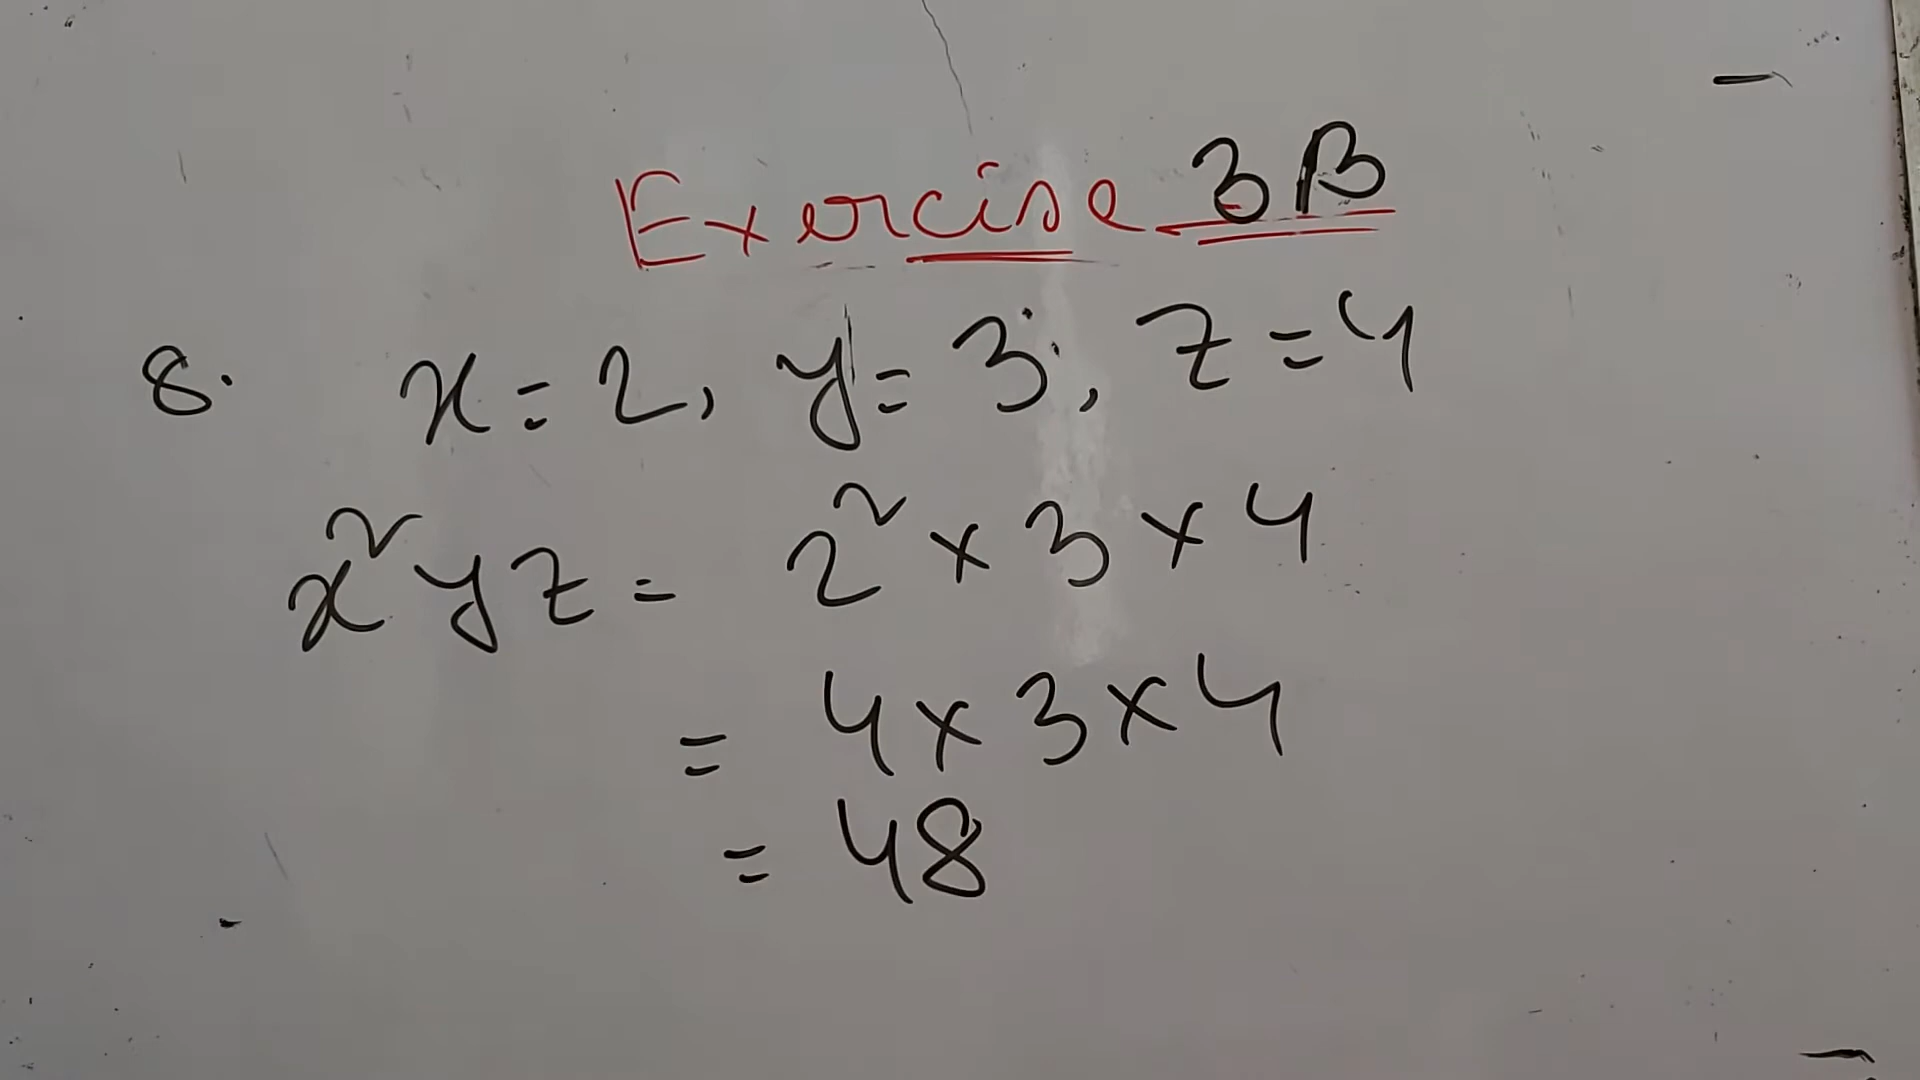 Exercise 3B
8. x = 2, y = 3, z = 4
x²yz = 2² × 3 × 4
= 4 × 3 × 4
= 48